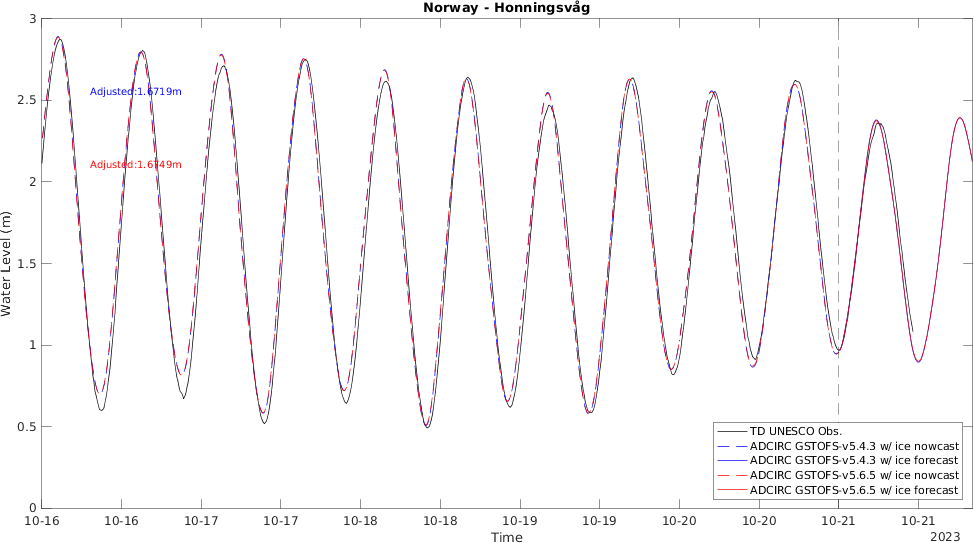 Norway - Honningsvåg
Water Level (m)
3
2.5
2
1.5
1
0.5
0
Adjusted:1.6719m
Adjusted:1.6749m
TD UNESCO Obs.
ADCIRC GSTOFS-v5.4.3 w/ ice nowcast
ADCIRC GSTOFS-v5.4.3 w/ ice forecast
ADCIRC GSTOFS-v5.6.5 w/ ice nowcast
ADCIRC GSTOFS-v5.6.5 w/ ice forecast
10-16 10-16 10-17 10-17 10-18 10-18 10-19 10-19 10-20 10-20 10-21 10-21
Time
2023